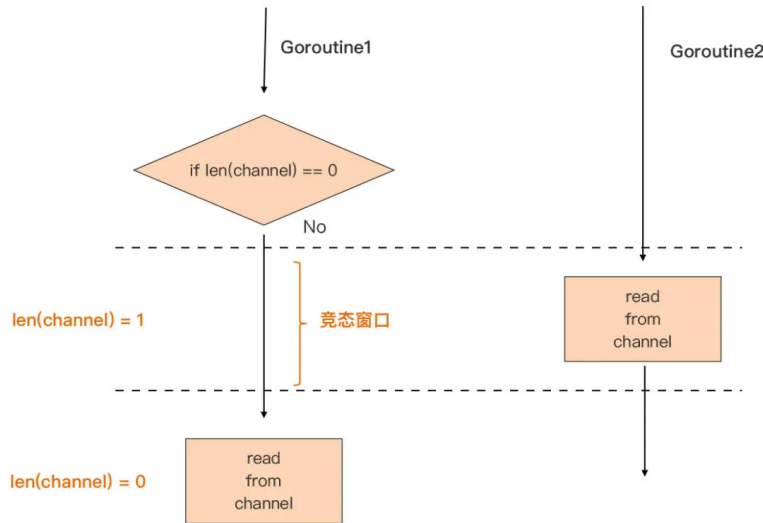 Goroutine1
Goroutine2
if len(channel) == 0
No
len(channel) = 1
竞态窗口
read
from
channel
len(channel) = 0
read
from
channel